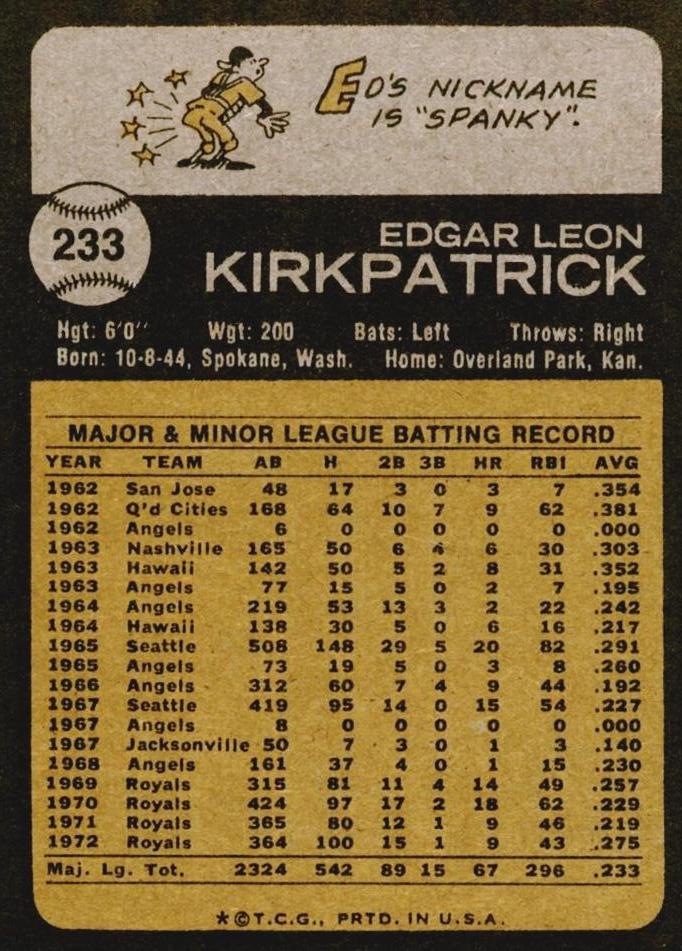 ED'S NICKNAME
IS "SPANKY".
233
EDGAR LEON
KIRKPATRICK
Hgt: 6'0" Wgt: 200 Bats: Left Throws: Right
Born: 10-8-44, Spokane, Wash. Home: Overland Park, Kan.
MAJOR & MINOR LEAGUE BATTING RECORD
YEAR TEAM AB H 2B 3B HR RBI AVG
1962 San Jose 48 17 3 0 3 7 .354
1962 Q'd Cities 168 64 10 7 9 62 .381
1962 Angels 6 0 0 0 0 0 .000
1963 Nashville 165 50 6 4 6 30 .303
1963 Hawaii 142 50 5 2 8 31 .352
1963 Angels 77 15 5 0 2 7 .195
1964 Angels 219 53 13 3 2 22 .242
1964 Hawaii 138 30 5 0 6 16 .217
1965 Seattle 508 148 29 5 20 82 .291
1965 Angels 73 19 5 0 3 8 .260
1966 Angels 312 60 7 4 9 44 .192
1967 Seattle 419 95 14 0 15 54 .227
1967 Angels 8 0 0 0 0 0 .000
1967 Jacksonville 50 7 3 0 1 3 .140
1968 Angels 161 37 4 0 1 15 .230
1969 Royals 315 81 11 4 14 49 .257
1970 Royals 424 97 17 2 18 62 .229
1971 Royals 365 80 12 1 9 46 .219
1972 Royals 364 100 15 1 9 43 .275
Maj. Lg. Tot. 2324 542 89 15 67 296 .233
*©T.C.G., PRTD. IN U.S.A.